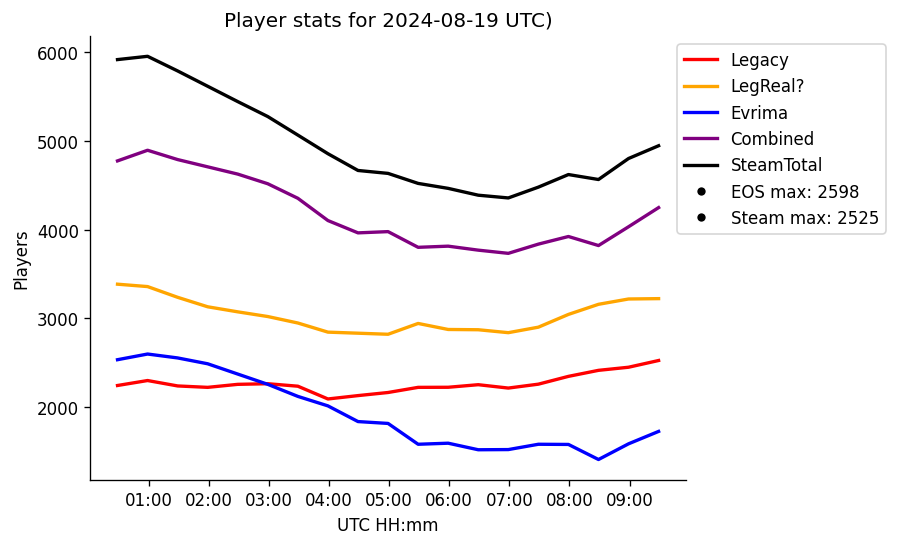 Player stats for 2024-08-19 UTC)
6000
5000
4000
3000
2000
Players
01:00 02:00 03:00 04:00 05:00 06:00 07:00 08:00 09:00
UTC HH:mm
Legacy
LegReal?
Evrima
Combined
SteamTotal
EOS max: 2598
Steam max: 2525